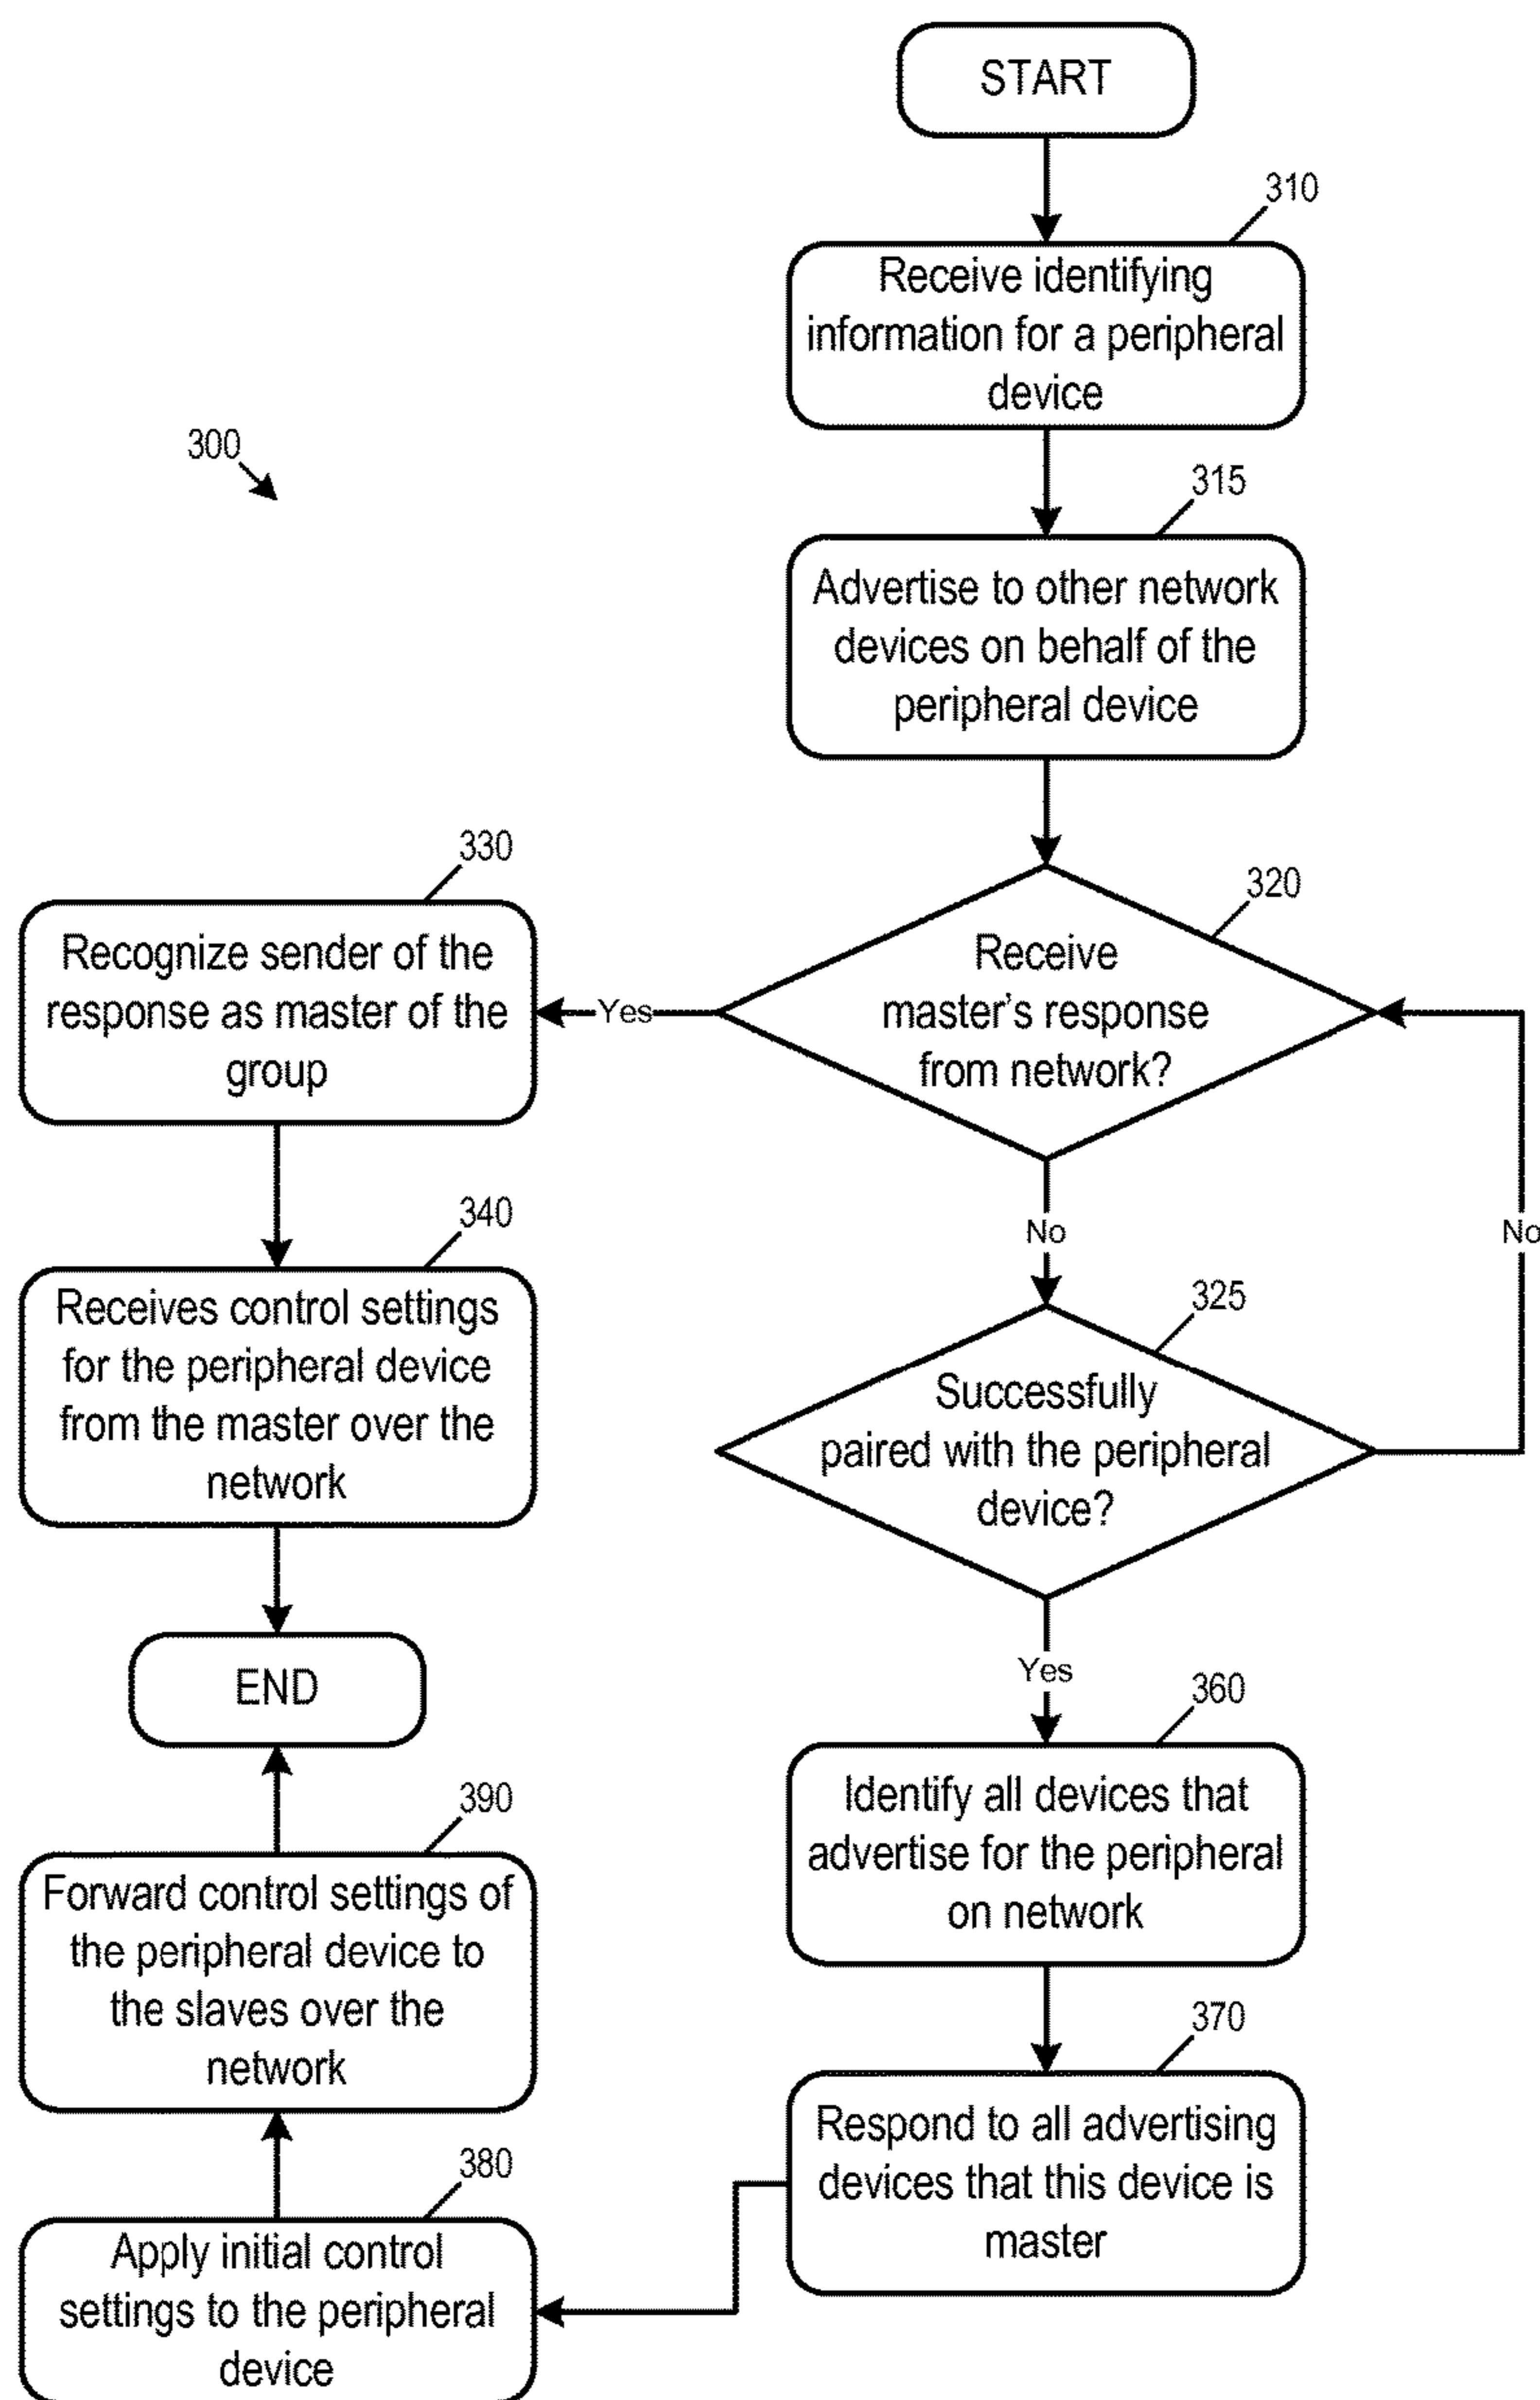 START
310
Receive identifying
information for a peripheral
device
300
315
Advertise to other network
devices on behalf of the
peripheral device
330
320
Recognize sender of the
response as master of the
group
Yes
Receive
master's response
from network?
340
No
No
Receives control settings
for the peripheral device
from the master over the
network
325
Successfully
paired with the peripheral
device?
END
Yes
360
Identify all devices that
advertise for the peripheral
on network
390
Forward control settings of
the peripheral device to
the slaves over the
network
370
Respond to all advertising
devices that this device is
master
380
Apply initial control
settings to the peripheral
device